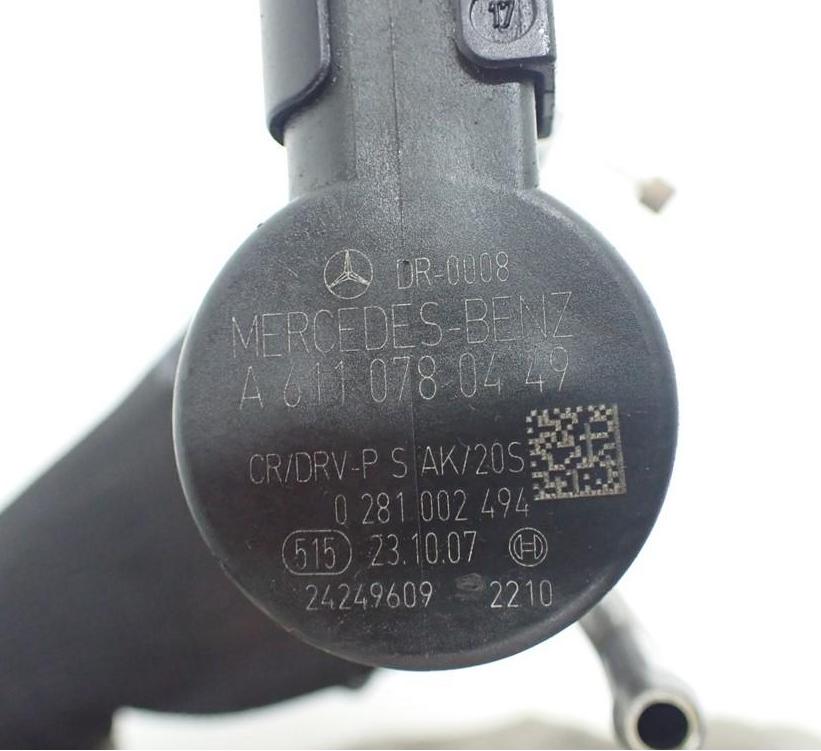 17
DR-0008
MERCEDES-BENZ
A 611 078 04 49
CR/DRV-P S AK/20S
0 281 002 494
515 23.10.07
24249609 2210